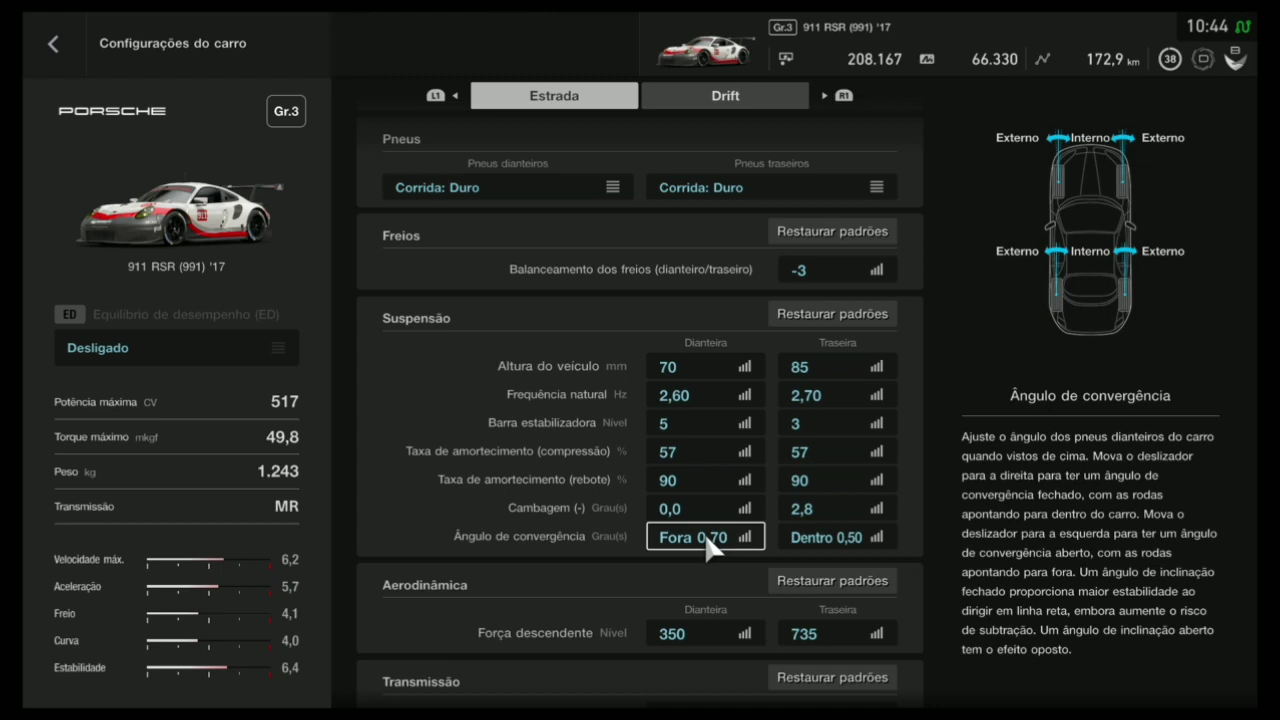 Configurações do carro
Gr.3 911 RSR (991) '17
10:44
208.167 66.330 172,9 km 38 B
PORSCHE Gr.3
911 RSR (991) '17
ED Equilíbrio de desempenho (ED)
Desligado
Potência máxima CV 517
Torque máximo mkgf 49,8
Peso kg 1.243
Transmissão MR
Velocidade máx. 6,2
Aceleração 5,7
Freio 4,1
Curva 4,0
Estabilidade 6,4
L1 Estrada Drift R1
Pneus
Pneus dianteiros Pneus traseiros
Corrida: Duro Corrida: Duro
Freios Restaurar padrões
Balanceamento dos freios (dianteiro/traseiro) -3
Suspensão Restaurar padrões
Dianteira Traseira
Altura do veículo mm 70 85
Frequência natural Hz 2,60 2,70
Barra estabilizadora Nível 5 3
Taxa de amortecimento (compressão) % 57 57
Taxa de amortecimento (rebote) % 90 90
Cambagem (-) Grau(s) 0,0 2,8
Ângulo de convergência Grau(s) Fora 0,70 Dentro 0,50
Aerodinâmica Restaurar padrões
Dianteira Traseira
Força descendente Nível 350 735
Transmissão Restaurar padrões
Externo Interno Externo
Externo Interno Externo
Ângulo de convergência
Ajuste o ângulo dos pneus dianteiros do carro
quando vistos de cima. Mova o deslizador
para a direita para ter um ângulo de
convergência fechado, com as rodas
apontando para dentro do carro. Mova o
deslizador para a esquerda para ter um ângulo
de convergência aberto, com as rodas
apontando para fora. Um ângulo de inclinação
fechado proporciona maior estabilidade ao
dirigir em linha reta, embora aumente o risco
de subtração. Um ângulo de inclinação aberto
tem o efeito oposto.